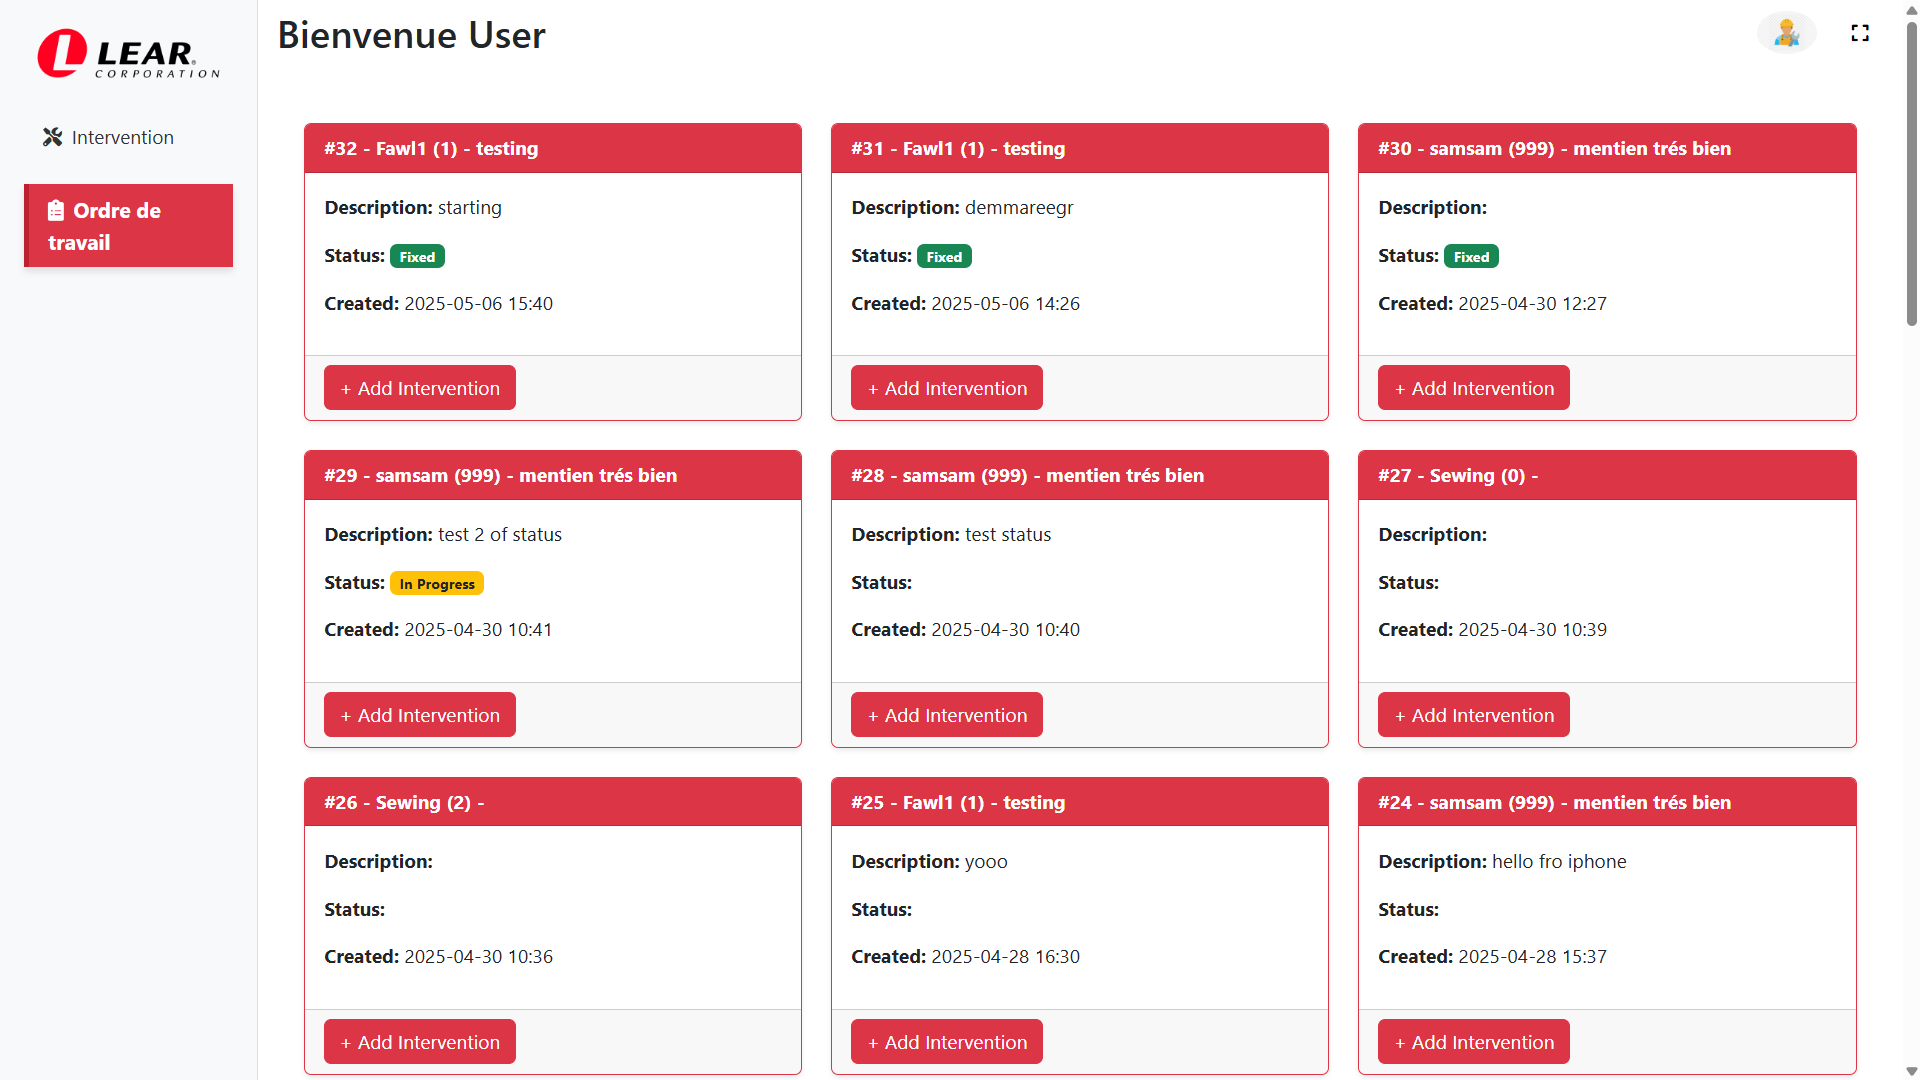 LEAR.
CORPORATION
Bienvenue User
Intervention
Ordre de
travail
#32 - Fawl1 (1) - testing
Description: starting
Status: Fixed
Created: 2025-05-06 15:40
+ Add Intervention
#31 - Fawl1 (1) - testing
Description: demmareegr
Status: Fixed
Created: 2025-05-06 14:26
+ Add Intervention
#30 - samsam (999) - mentien trés bien
Description:
Status: Fixed
Created: 2025-04-30 12:27
+ Add Intervention
#29 - samsam (999) - mentien trés bien
Description: test 2 of status
Status: In Progress
Created: 2025-04-30 10:41
+ Add Intervention
#28 - samsam (999) - mentien trés bien
Description: test status
Status:
Created: 2025-04-30 10:40
+ Add Intervention
#27 - Sewing (0) -
Description:
Status:
Created: 2025-04-30 10:39
+ Add Intervention
#26 - Sewing (2) -
Description:
Status:
Created: 2025-04-30 10:36
+ Add Intervention
#25 - Fawl1 (1) - testing
Description: yooo
Status:
Created: 2025-04-28 16:30
+ Add Intervention
#24 - samsam (999) - mentien trés bien
Description: hello fro iphone
Status:
Created: 2025-04-28 15:37
+ Add Intervention